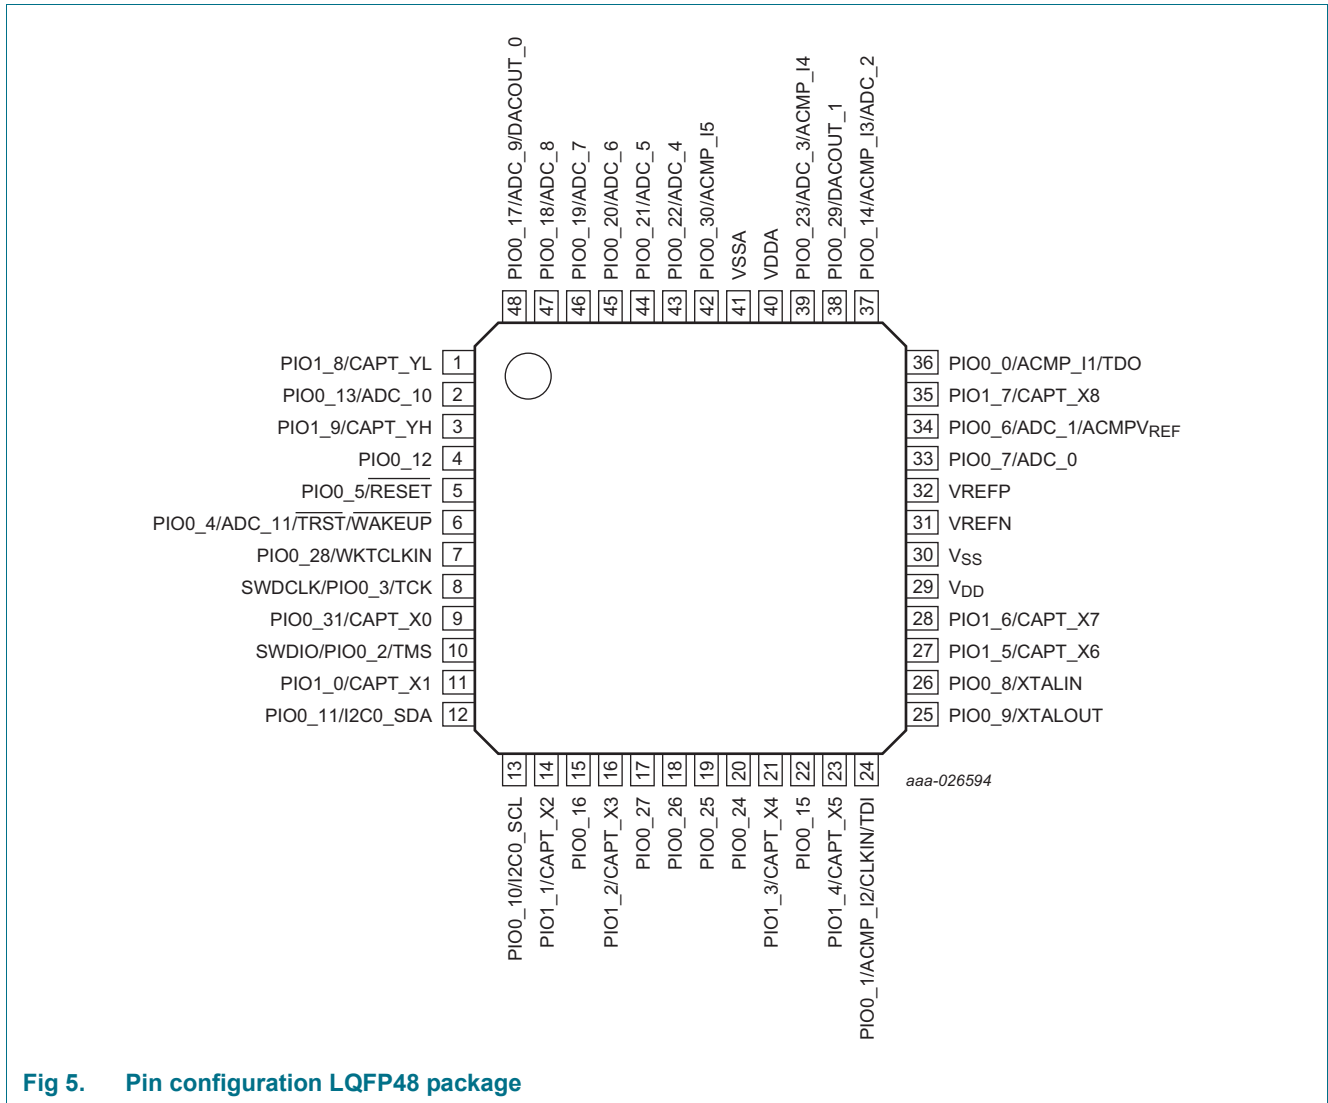 PIO0_17/ADC_9/DACOUT_0
PIO0_18/ADC_8
PIO0_19/ADC_7
PIO0_20/ADC_6
PIO0_21/ADC_5
PIO0_22/ADC_4
PIO0_30/ACMP_I5
VSSA
VDDA
PIO0_23/ADC_3/ACMP_I4
PIO0_29/DACOUT_1
PIO0_14/ACMP_I3/ADC_2
48
47
46
45
44
43
42
41
40
39
38
37
PIO1_8/CAPT_YL 1
PIO0_13/ADC_10 2
PIO1_9/CAPT_YH 3
PIO0_12 4
PIO0_5/RESET 5
PIO0_4/ADC_11/TRST/WAKEUP 6
PIO0_28/WKTCLKIN 7
SWDCLK/PIO0_3/TCK 8
PIO0_31/CAPT_X0 9
SWDIO/PIO0_2/TMS 10
PIO1_0/CAPT_X1 11
PIO0_11/I2C0_SDA 12
36 PIO0_0/ACMP_I1/TDO
35 PIO1_7/CAPT_X8
34 PIO0_6/ADC_1/ACMPVREF
33 PIO0_7/ADC_0
32 VREFP
31 VREFN
30 VSS
29 VDD
28 PIO1_6/CAPT_X7
27 PIO1_5/CAPT_X6
26 PIO0_8/XTALIN
25 PIO0_9/XTALOUT
13
14
15
16
17
18
19
20
21
22
23
24
PIO0_10/I2C0_SCL
PIO1_1/CAPT_X2
PIO0_16
PIO1_2/CAPT_X3
PIO0_27
PIO0_26
PIO0_25
PIO0_24
PIO1_3/CAPT_X4
PIO0_15
PIO1_4/CAPT_X5
PIO0_1/ACMP_I2/CLKIN/TDI
aaa-026594
Fig 5. Pin configuration LQFP48 package